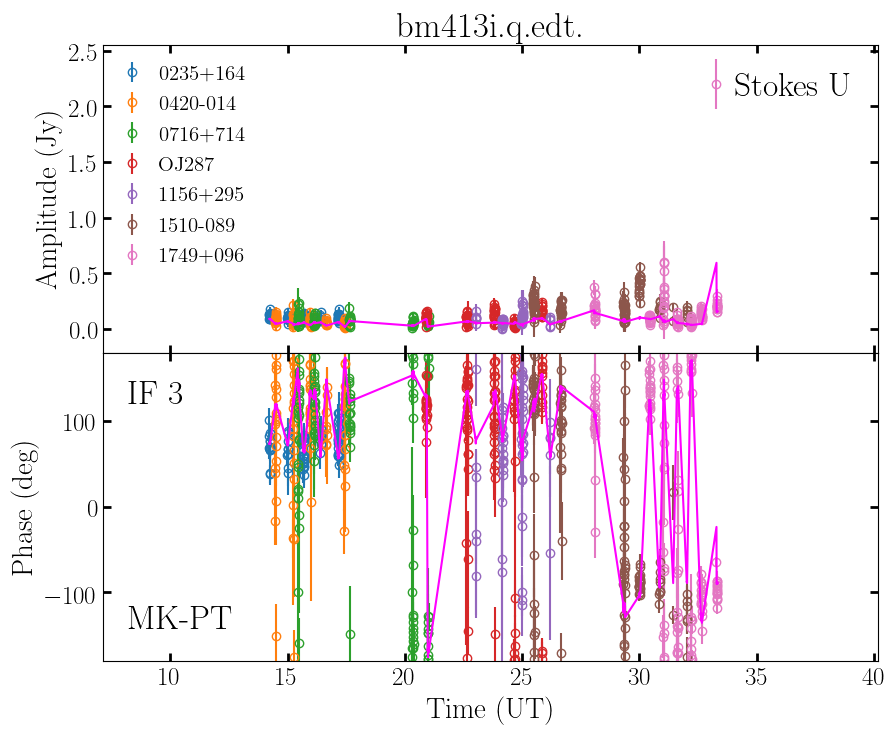 bm413i.q.edt.
Amplitude (Jy)
2.5
2.0
1.5
1.0
0.5
0.0
0235+164
0420-014
0716+714
OJ287
1156+295
1510-089
1749+096
Stokes U
Phase (deg)
100
0
−100
IF 3
MK-PT
10 15 20 25 30 35 40
Time (UT)